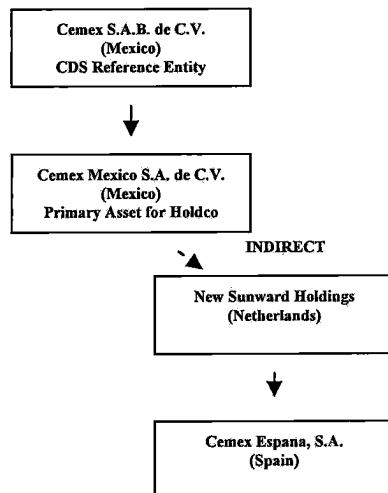 Cemex S.A.B. de C.V.
(Mexico)
CDS Reference Entity
Cemex Mexico S.A. de C.V.
(Mexico)
Primary Asset for Holdco
INDIRECT
New Sunward Holdings
(Netherlands)
Cemex Espana, S.A.
(Spain)